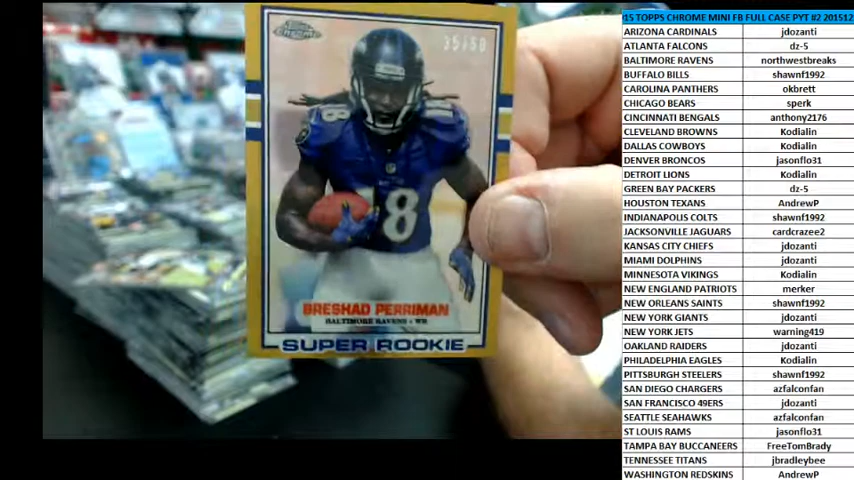 Topps
CHROME
35/50
18
BRESHAD PERRIMAN
BALTIMORE RAVENS • WR
SUPER ROOKIE
15 TOPPS CHROME MINI FB FULL CASE PYT #2 201512
ARIZONA CARDINALS jdozanti
ATLANTA FALCONS dz-5
BALTIMORE RAVENS northwestbreaks
BUFFALO BILLS shawnf1992
CAROLINA PANTHERS okbrett
CHICAGO BEARS sperk
CINCINNATI BENGALS anthony2176
CLEVELAND BROWNS Kodialin
DALLAS COWBOYS Kodialin
DENVER BRONCOS jasonflo31
DETROIT LIONS Kodialin
GREEN BAY PACKERS dz-5
HOUSTON TEXANS AndrewP
INDIANAPOLIS COLTS shawnf1992
JACKSONVILLE JAGUARS cardcrazee2
KANSAS CITY CHIEFS jdozanti
MIAMI DOLPHINS jdozanti
MINNESOTA VIKINGS Kodialin
NEW ENGLAND PATRIOTS merker
NEW ORLEANS SAINTS shawnf1992
NEW YORK GIANTS jdozanti
NEW YORK JETS warning419
OAKLAND RAIDERS jdozanti
PHILADELPHIA EAGLES Kodialin
PITTSBURGH STEELERS shawnf1992
SAN DIEGO CHARGERS azfalconfan
SAN FRANCISCO 49ERS jdozanti
SEATTLE SEAHAWKS azfalconfan
ST LOUIS RAMS jasonflo31
TAMPA BAY BUCCANEERS FreeTomBrady
TENNESSEE TITANS jbradleybee
WASHINGTON REDSKINS AndrewP